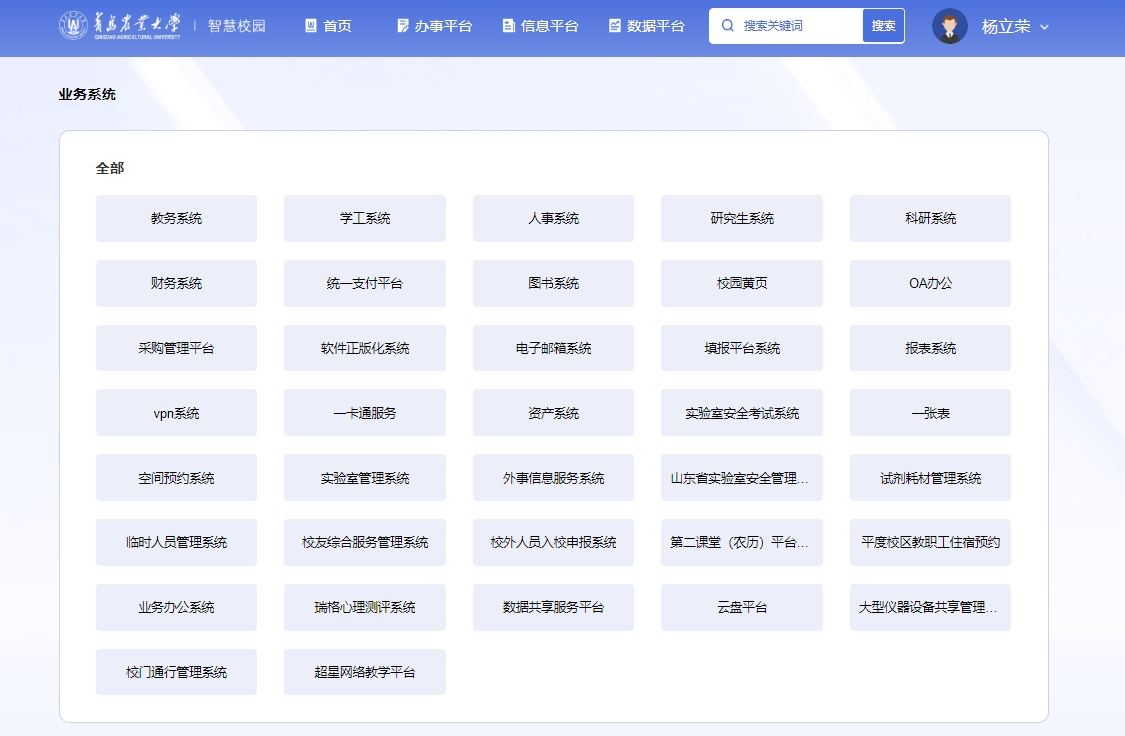 青岛农业大学
QINGDAO AGRICULTURAL UNIVERSITY
智慧校园
首页
办事平台
信息平台
数据平台
搜索关键词
搜索
杨立荣
业务系统
全部
教务系统
学工系统
人事系统
研究生系统
科研系统
财务系统
统一支付平台
图书系统
校园黄页
OA办公
采购管理平台
软件正版化系统
电子邮箱系统
填报平台系统
报表系统
vpn系统
一卡通服务
资产系统
实验室安全考试系统
一张表
空间预约系统
实验室管理系统
外事信息服务系统
山东省实验室安全管理...
试剂耗材管理系统
临时人员管理系统
校友综合服务管理系统
校外人员入校申报系统
第二课堂（农历）平台...
平度校区教职工住宿预约
业务办公系统
瑞格心理测评系统
数据共享服务平台
云盘平台
大型仪器设备共享管理...
校门通行管理系统
超星网络教学平台